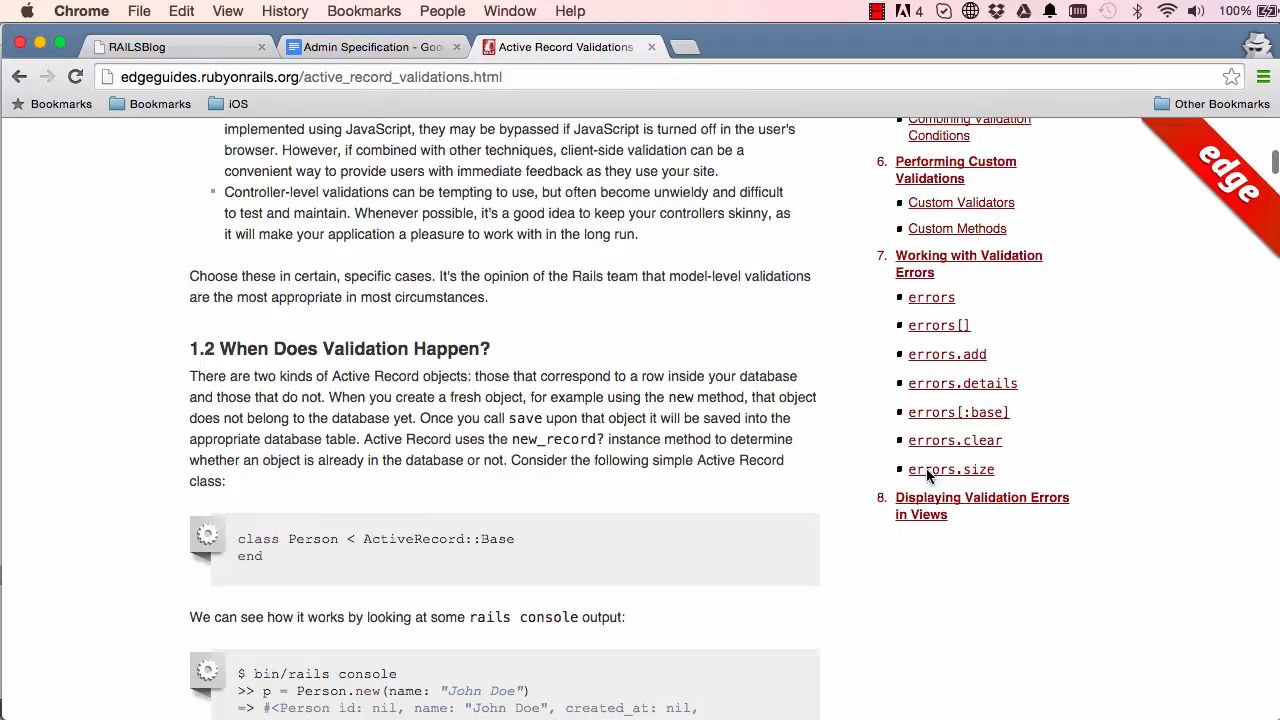 Chrome File Edit View History Bookmarks People Window Help 4 100%
RAILSBlog Admin Specification - Goo Active Record Validations
edgeguides.rubyonrails.org/active_record_validations.html
Bookmarks Bookmarks iOS Other Bookmarks
implemented using JavaScript, they may be bypassed if JavaScript is turned off in the user's
browser. However, if combined with other techniques, client-side validation can be a
convenient way to provide users with immediate feedback as they use your site.
Controller-level validations can be tempting to use, but often become unwieldy and difficult
to test and maintain. Whenever possible, it's a good idea to keep your controllers skinny, as
it will make your application a pleasure to work with in the long run.
Choose these in certain, specific cases. It's the opinion of the Rails team that model-level validations
are the most appropriate in most circumstances.
1.2 When Does Validation Happen?
There are two kinds of Active Record objects: those that correspond to a row inside your database
and those that do not. When you create a fresh object, for example using the new method, that object
does not belong to the database yet. Once you call save upon that object it will be saved into the
appropriate database table. Active Record uses the new_record? instance method to determine
whether an object is already in the database or not. Consider the following simple Active Record
class:
class Person < ActiveRecord::Base
end
We can see how it works by looking at some rails console output:
$ bin/rails console
>> p = Person.new(name: "John Doe")
=> #<Person id: nil, name: "John Doe", created_at: nil,
Combining Validation
Conditions
6. Performing Custom
Validations
Custom Validators
Custom Methods
7. Working with Validation
Errors
errors
errors[]
errors.add
errors.details
errors[:base]
errors.clear
errors.size
8. Displaying Validation Errors
in Views
edge